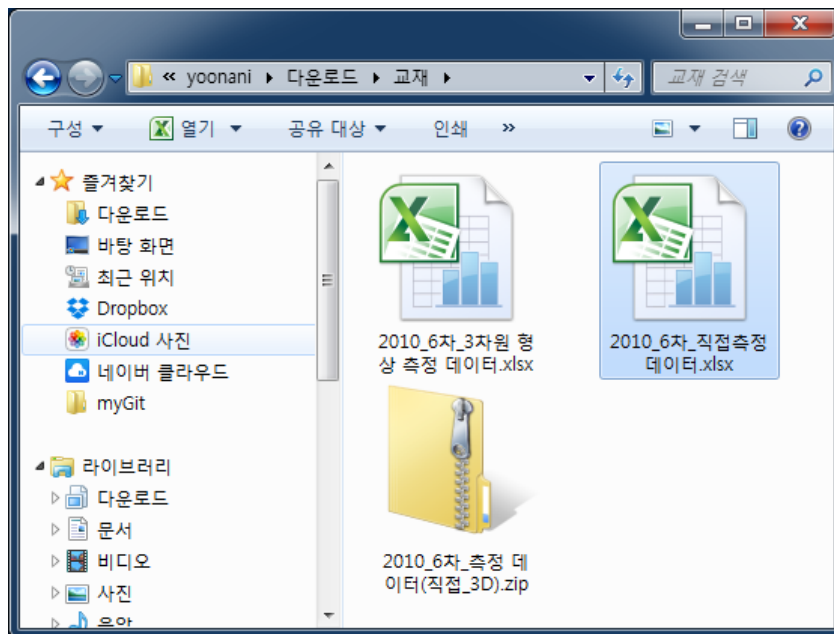 « yoonani ▸ 다운로드 ▸ 교재 ▸
교재 검색
구성 열기 공유 대상 인쇄 »
즐겨찾기
다운로드
바탕 화면
최근 위치
Dropbox
iCloud 사진
네이버 클라우드
myGit
라이브러리
다운로드
문서
비디오
사진
음악
2010_6차_3차원 형
상 측정 데이터.xlsx
2010_6차_직접측정
데이터.xlsx
2010_6차_측정 데
이터(직접_3D).zip